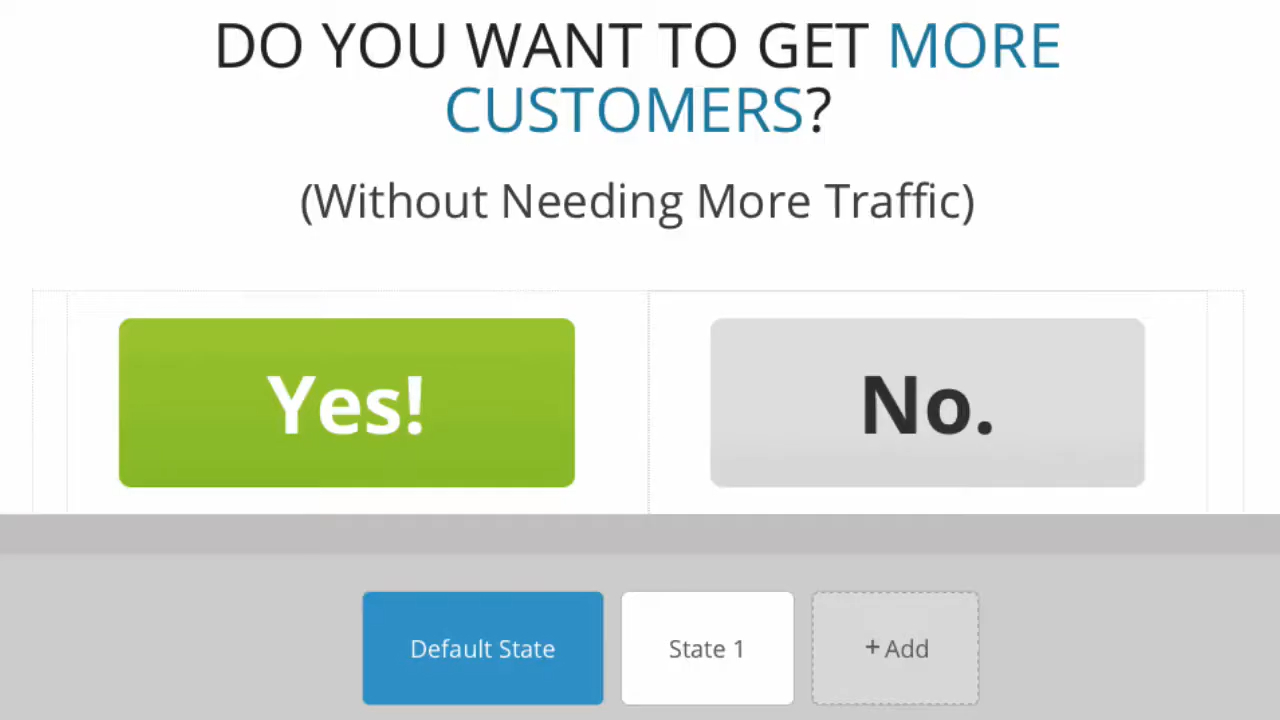 DO YOU WANT TO GET MORE
CUSTOMERS?
(Without Needing More Traffic)
Yes!
No.
Default State
State 1
+ Add